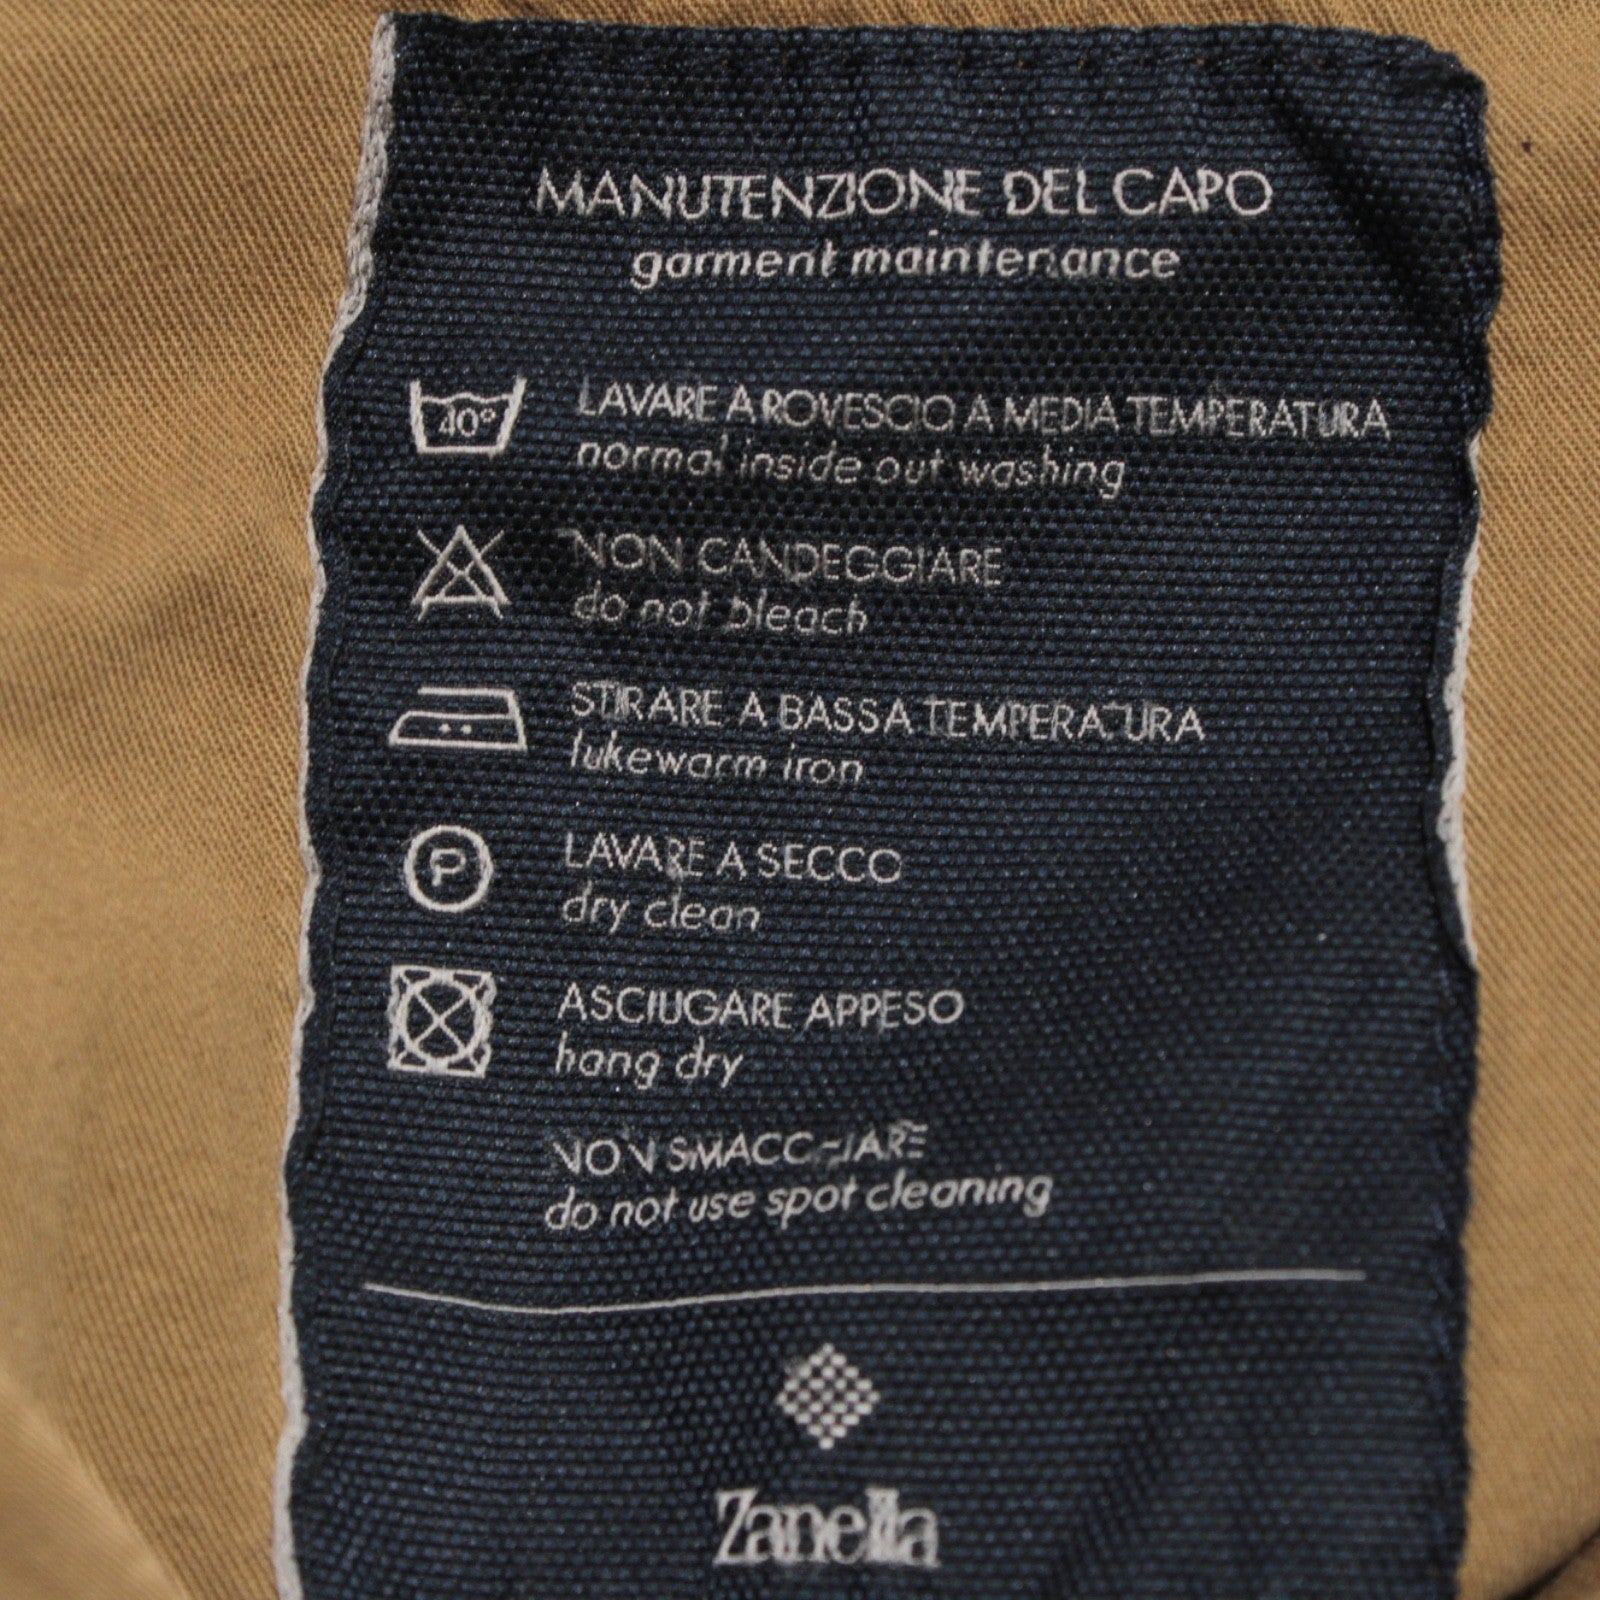 MANUTENZIONE DEL CAPO
garment maintenance
40°
LAVARE A ROVESCIO A MEDIA TEMPERATURA
normal inside out washing
NON CANDEGGIARE
do not bleach
STIRARE A BASSA TEMPERATURA
lukewarm iron
P
LAVARE A SECCO
dry clean
ASCIUGARE APPESO
hang dry
NON SMACCHIARE
do not use spot cleaning
Zanella